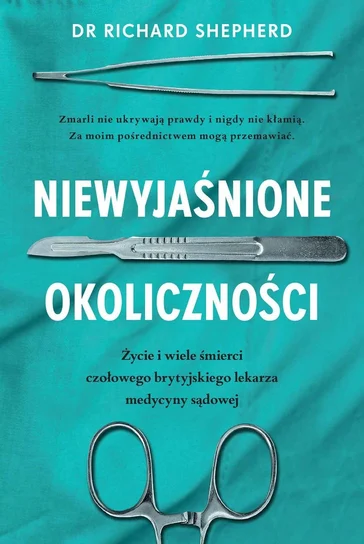 DR RICHARD SHEPHERD
Zmarli nie ukrywają prawdy i nigdy nie kłamią.
Za moim pośrednictwem mogą przemawiać.
NIEWYJAŚNIONE
OKOLICZNOŚCI
Życie i wiele śmierci
czołowego brytyjskiego lekarza
medycyny sądowej